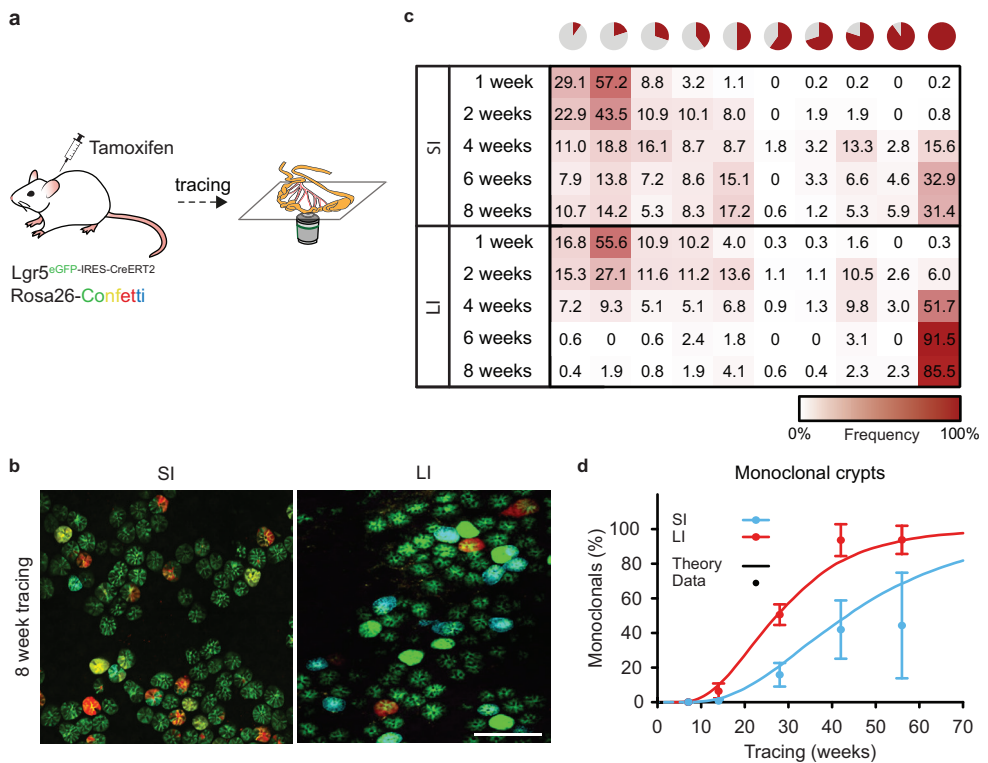 a
Tamoxifen
tracing
Lgr5eGFP-IRES-CreERT2
Rosa26-Confetti
c
SI
1 week 29.1 57.2 8.8 3.2 1.1 0 0.2 0.2 0 0.2
2 weeks 22.9 43.5 10.9 10.1 8.0 0 1.9 1.9 0 0.8
4 weeks 11.0 18.8 16.1 8.7 8.7 1.8 3.2 13.3 2.8 15.6
6 weeks 7.9 13.8 7.2 8.6 15.1 0 3.3 6.6 4.6 32.9
8 weeks 10.7 14.2 5.3 8.3 17.2 0.6 1.2 5.3 5.9 31.4
LI
1 week 16.8 55.6 10.9 10.2 4.0 0.3 0.3 1.6 0 0.3
2 weeks 15.3 27.1 11.6 11.2 13.6 1.1 1.1 10.5 2.6 6.0
4 weeks 7.2 9.3 5.1 5.1 6.8 0.9 1.3 9.8 3.0 51.7
6 weeks 0.6 0 0.6 2.4 1.8 0 0 3.1 0 91.5
8 weeks 0.4 1.9 0.8 1.9 4.1 0.6 0.4 2.3 2.3 85.5
0% Frequency 100%
b
SI LI
8 week tracing
d
Monoclonal crypts
SI
LI
Theory
Data
Monoclonals (%)
100
80
60
40
20
0
0 10 20 30 40 50 60 70
Tracing (weeks)